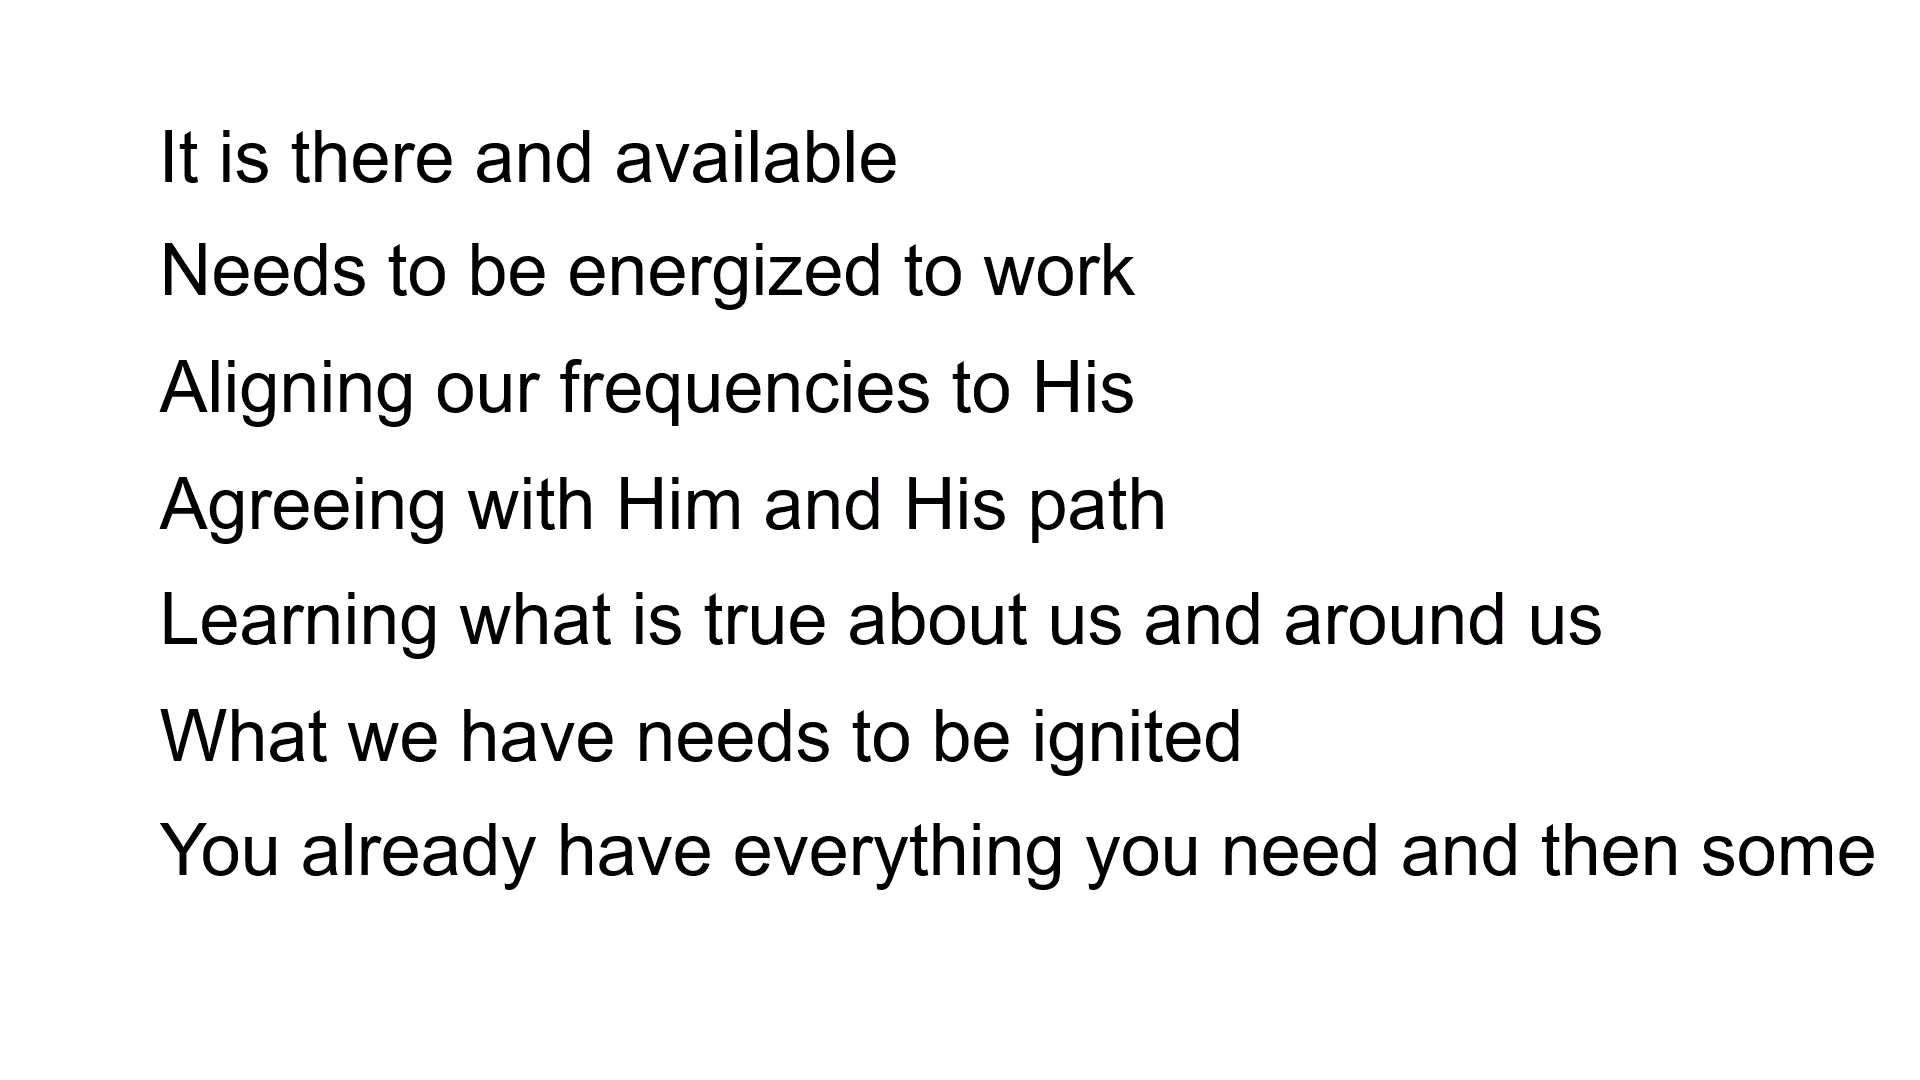 It is there and available
Needs to be energized to work
Aligning our frequencies to His
Agreeing with Him and His path
Learning what is true about us and around us
What we have needs to be ignited
You already have everything you need and then some